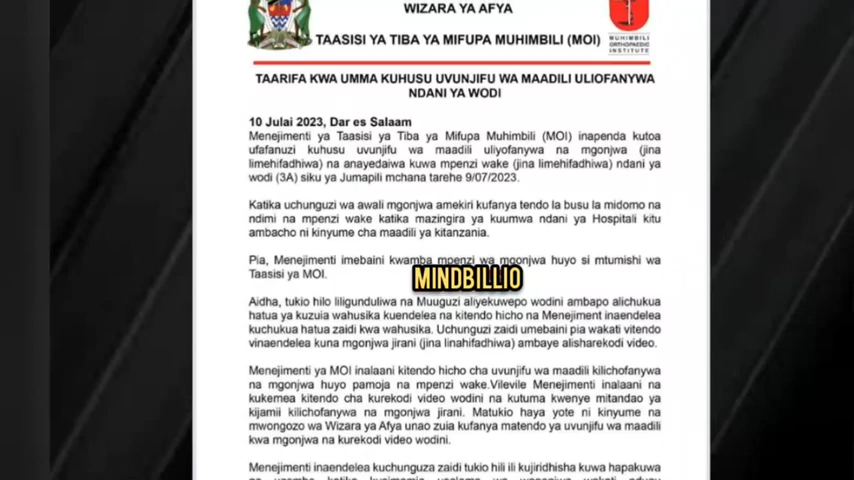 WIZARA YA AFYA
TAASISI YA TIBA YA MIFUPA MUHIMBILI (MOI)
MUHIMBILI
ORTHOPAEDIC
INSTITUTE
TAARIFA KWA UMMA KUHUSU UVUNJIFU WA MAADILI ULIOFANYWA
NDANI YA WODI
10 Julai 2023, Dar es Salaam
Menejimenti ya Taasisi ya Tiba ya Mifupa Muhimbili (MOI) inapenda kutoa
ufafanuzi kuhusu uvunjifu wa maadili uliyofanywa na mgonjwa (jina
limehifadhiwa) na anayedaiwa kuwa mpenzi wake (jina limehifadhiwa) ndani ya
wodi (3A) siku ya Jumapili mchana tarehe 9/07/2023.
Katika uchunguzi wa awali mgonjwa amekiri kufanya tendo la busu la midomo na
ndimi na mpenzi wake katika mazingira ya kuumwa ndani ya Hospitali kitu
ambacho ni kinyume cha maadili ya kitanzania.
Pia, Menejimenti imebaini kwamba mpenzi wa mgonjwa huyo si mtumishi wa
Taasisi ya MOI.
MINDBILLIO
Aidha, tukio hilo liligunduliwa na Muuguzi aliyekuwepo wodini ambapo alichukua
hatua ya kuzuia wahusika kuendelea na kitendo hicho na Menejiment inaendelea
kuchukua hatua zaidi kwa wahusika. Uchunguzi zaidi umebaini pia wakati vitendo
vinaendelea kuna mgonjwa jirani (jina linahifadhiwa) ambaye alisharekodi video.
Menejimenti ya MOI inalaani kitendo hicho cha uvunjifu wa maadili kilichofanywa
na mgonjwa huyo pamoja na mpenzi wake.Vilevile Menejimenti inalaani na
kukemea kitendo cha kurekodi video wodini na kutuma kwenye mitandao ya
kijamii kilichofanywa na mgonjwa jirani. Matukio haya yote ni kinyume na
mwongozo wa Wizara ya Afya unao zuia kufanya matendo ya uvunjifu wa maadili
kwa mgonjwa na kurekodi video wodini.
Menejimenti inaendelea kuchunguza zaidi tukio hili ili kujiridhisha kuwa hapakuwa